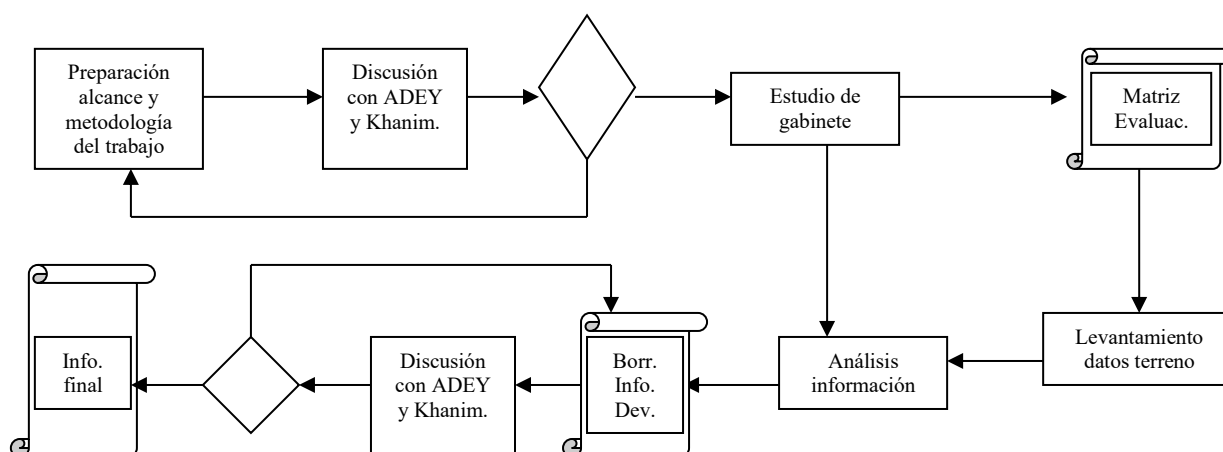 Preparación
alcance y
metodología
del trabajo
Discusión
con ADEY
y Khanim.
Estudio de
gabinete
Matriz
Evaluac.
Info.
final
Discusión
con ADEY
y Khanim.
Borr.
Info.
Dev.
Análisis
información
Levantamiento
datos terreno